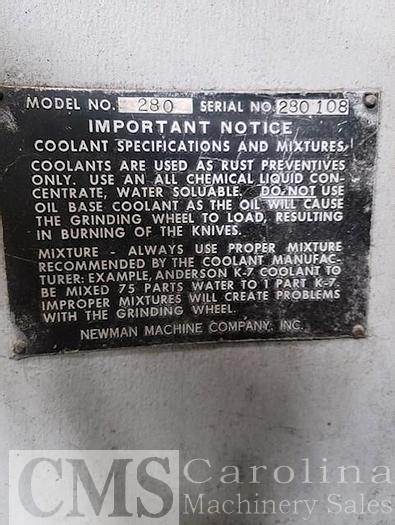 MODEL NO. 280 SERIAL NO. 280 108
IMPORTANT NOTICE
COOLANT SPECIFICATIONS AND MIXTURES
COOLANTS ARE USED AS RUST PREVENTIVES
ONLY. USE AN ALL CHEMICAL LIQUID CON-
CENTRATE, WATER SOLUABLE. DO NOT USE
OIL BASE COOLANT AS THE OIL WILL CAUSE
THE GRINDING WHEEL TO LOAD, RESULTING
IN BURNING OF THE KNIVES.
MIXTURE - ALWAYS USE PROPER MIXTURE
RECOMMENDED BY THE COOLANT MANUFAC-
TURER: EXAMPLE, ANDERSON K-7 COOLANT TO
BE MIXED 75 PARTS WATER TO 1 PART K-7.
IMPROPER MIXTURES WILL CREATE PROBLEMS
WITH THE GRINDING WHEEL.
NEWMAN MACHINE COMPANY, INC.
CMS Carolina
Machinery Sales